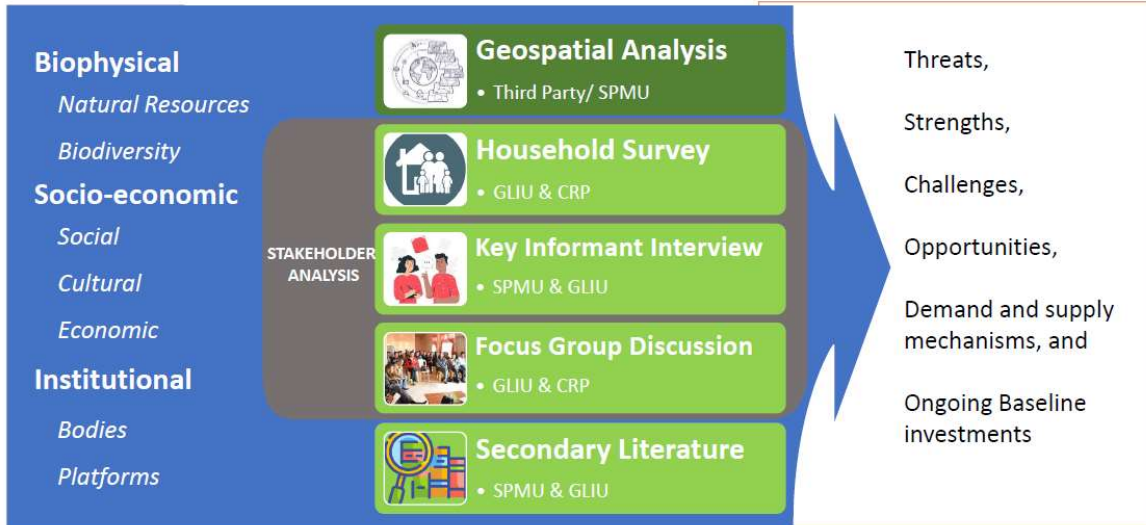 Biophysical
Natural Resources
Biodiversity
Socio-economic
Social
Cultural
Economic
Institutional
Bodies
Platforms
STAKEHOLDER
ANALYSIS
Geospatial Analysis
• Third Party/ SPMU
Household Survey
• GLIU & CRP
Key Informant Interview
• SPMU & GLIU
Focus Group Discussion
• GLIU & CRP
Secondary Literature
• SPMU & GLIU
Threats,
Strengths,
Challenges,
Opportunities,
Demand and supply
mechanisms, and
Ongoing Baseline
investments